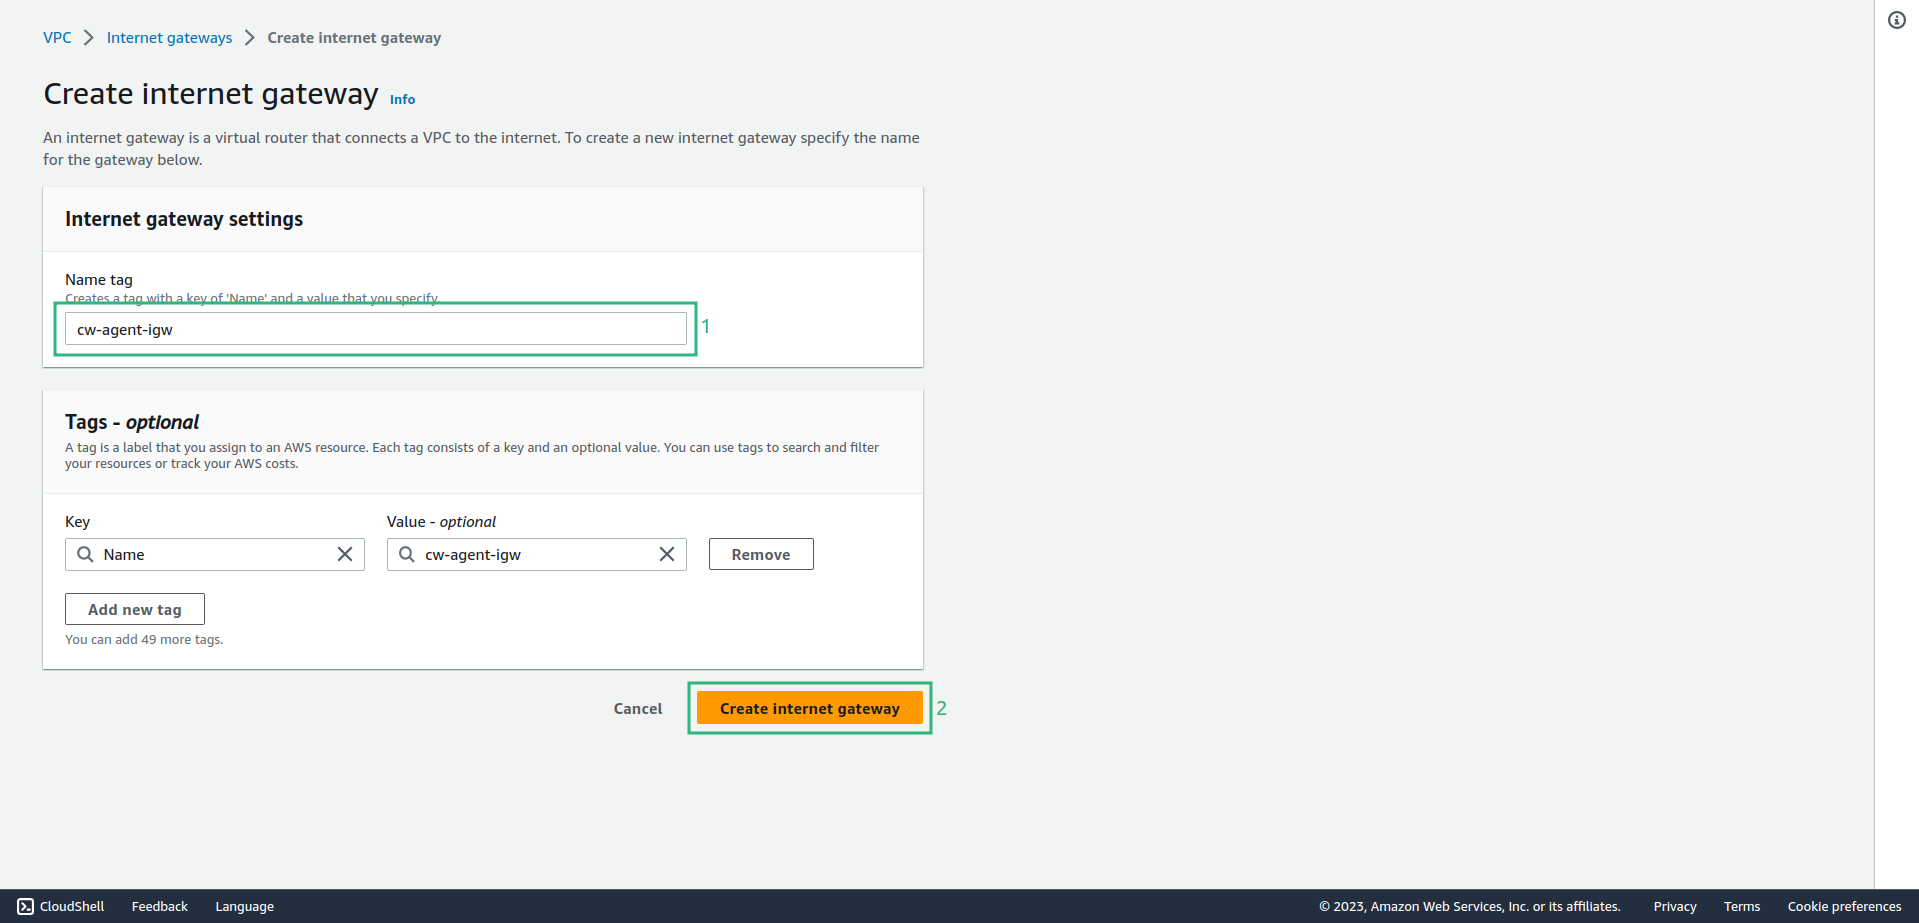 VPC > Internet gateways > Create internet gateway
Create internet gateway Info
An internet gateway is a virtual router that connects a VPC to the internet. To create a new internet gateway specify the name
for the gateway below.
Internet gateway settings
Name tag
Creates a tag with a key of 'Name' and a value that you specify.
cw-agent-igw 1
Tags - optional
A tag is a label that you assign to an AWS resource. Each tag consists of a key and an optional value. You can use tags to search and filter
your resources or track your AWS costs.
Key Value - optional
Name cw-agent-igw Remove
Add new tag
You can add 49 more tags.
Cancel Create internet gateway 2
CloudShell Feedback Language © 2023, Amazon Web Services, Inc. or its affiliates. Privacy Terms Cookie preferences